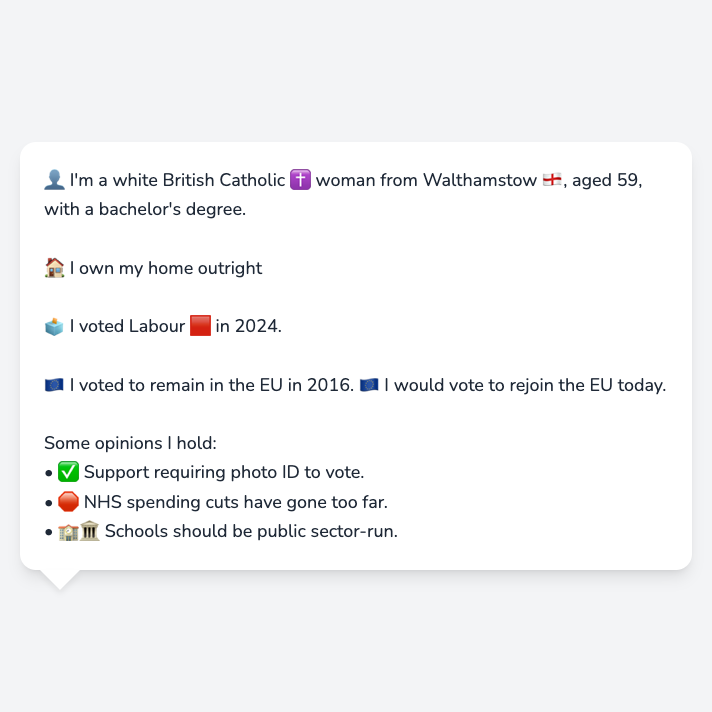 👤 I'm a white British Catholic ✝️ woman from Walthamstow 🏴󠁧󠁢󠁥󠁮󠁧󠁿, aged 59,
with a bachelor's degree.
🏠 I own my home outright
🗳️ I voted Labour 🟥 in 2024.
🇪🇺 I voted to remain in the EU in 2016. 🇪🇺 I would vote to rejoin the EU today.
Some opinions I hold:
• ✅ Support requiring photo ID to vote.
• 🛑 NHS spending cuts have gone too far.
• 🏫🏛️ Schools should be public sector-run.